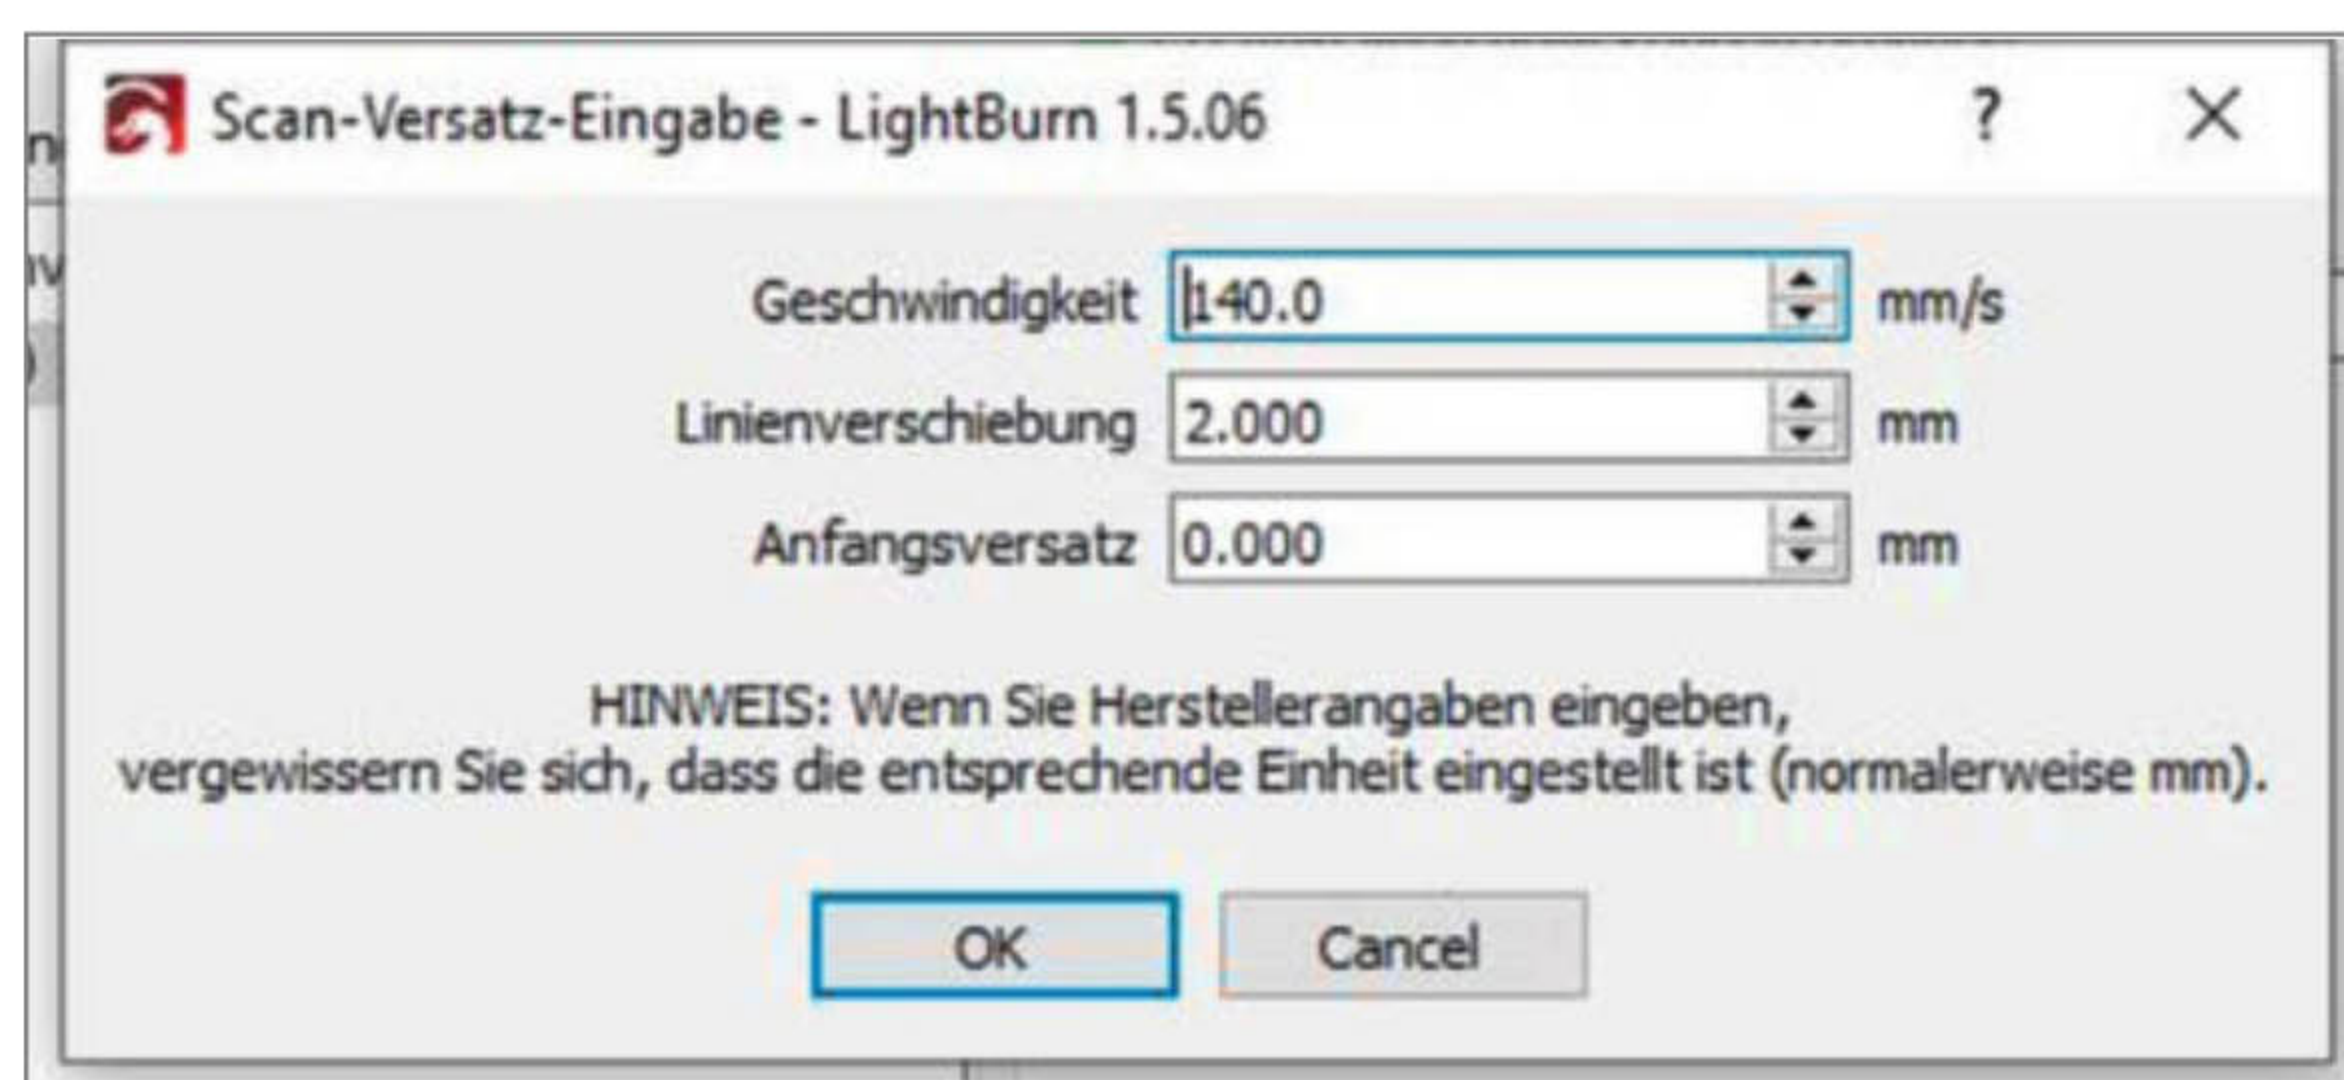 Scan-Versatz-Eingabe - LightBurn 1.5.06 ?
Geschwindigkeit 140.0 mm/s
Linienverschiebung 2.000 mm
Anfangsversatz 0.000 mm
HINWEIS: Wenn Sie Herstellerangaben eingeben,
vergewissern Sie sich, dass die entsprechende Einheit eingestellt ist (normalerweise mm).
OK Cancel